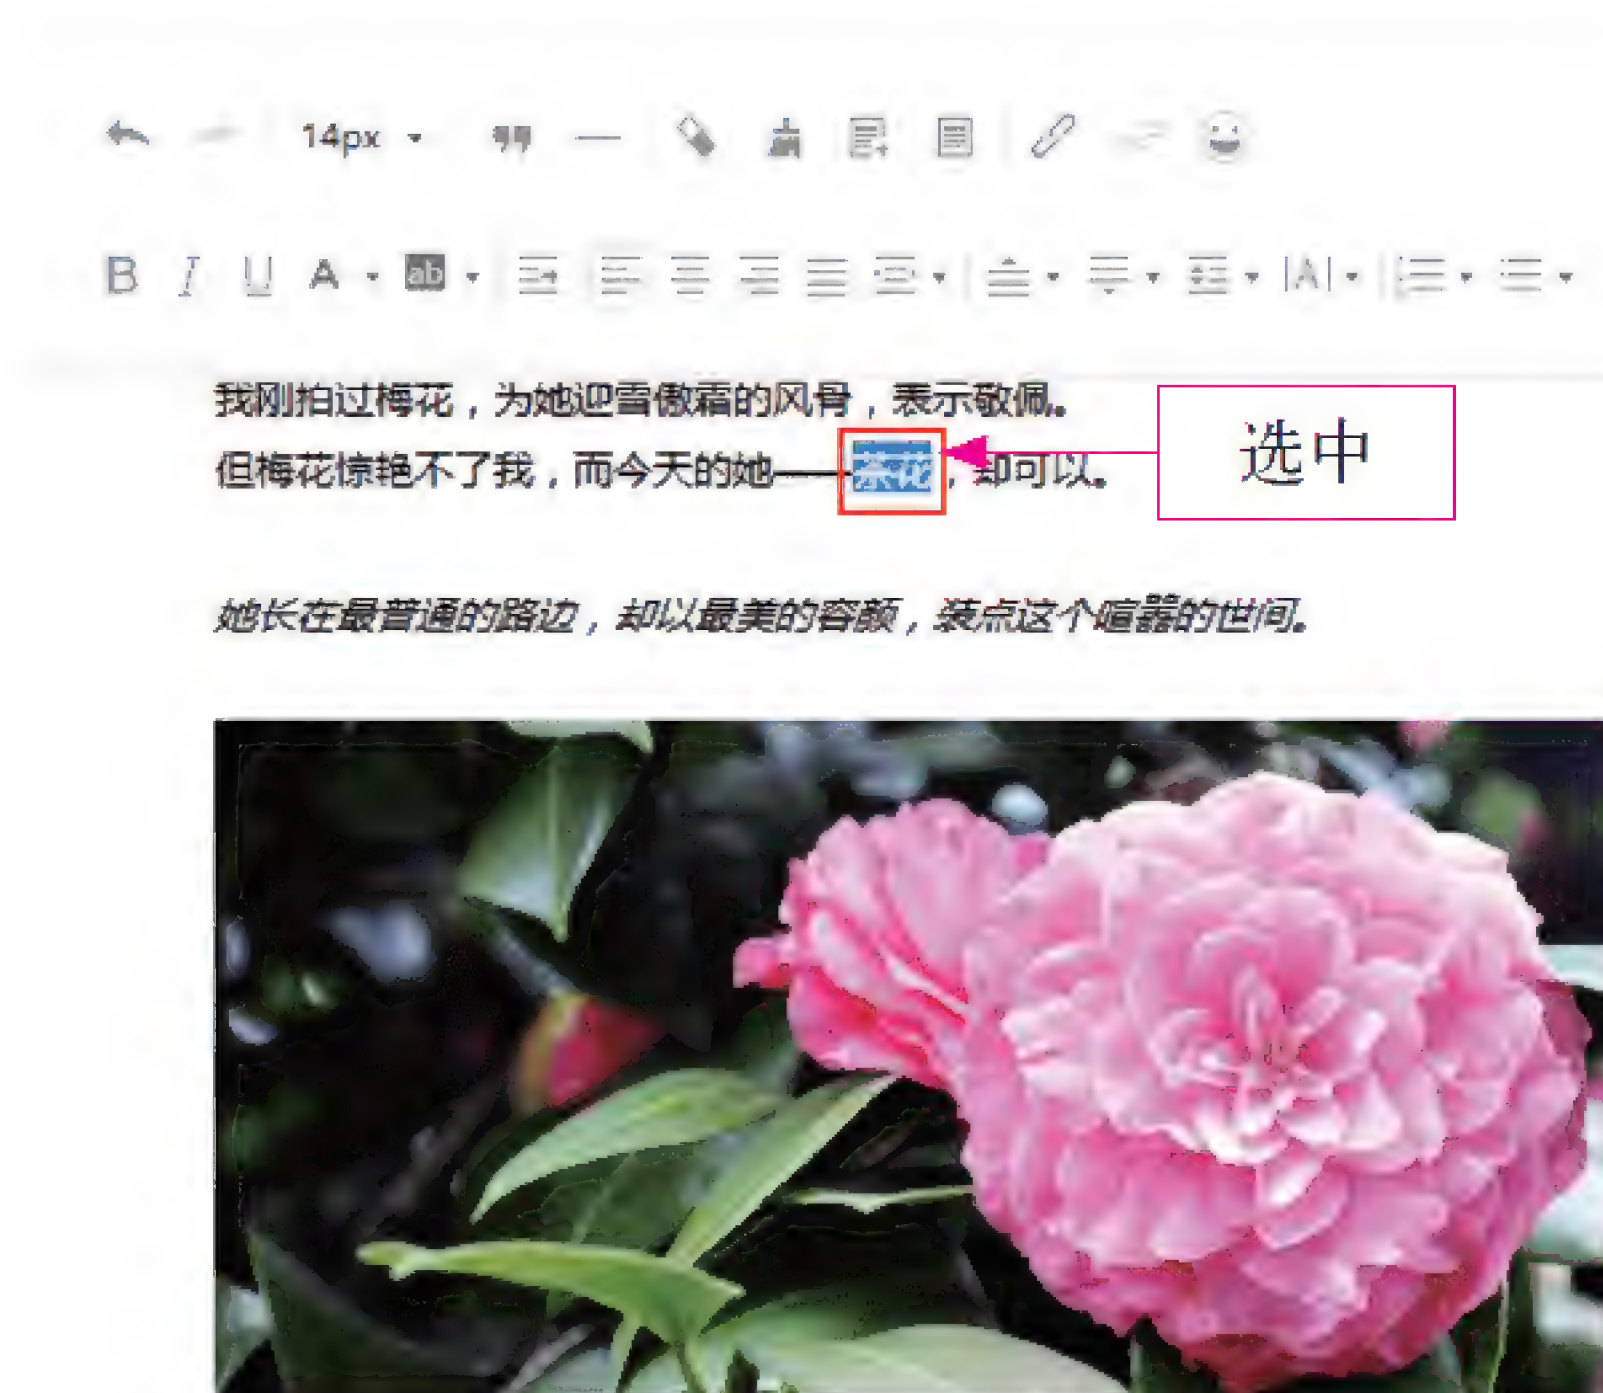 14px
B I U A ab A
我刚拍过梅花，为她迎雪傲霜的风骨，表示敬佩。
但梅花惊艳不了我，而今天的她——茶花，却可以。
选中
她长在最普通的路边，却以最美的容颜，装点这个喧嚣的世间。